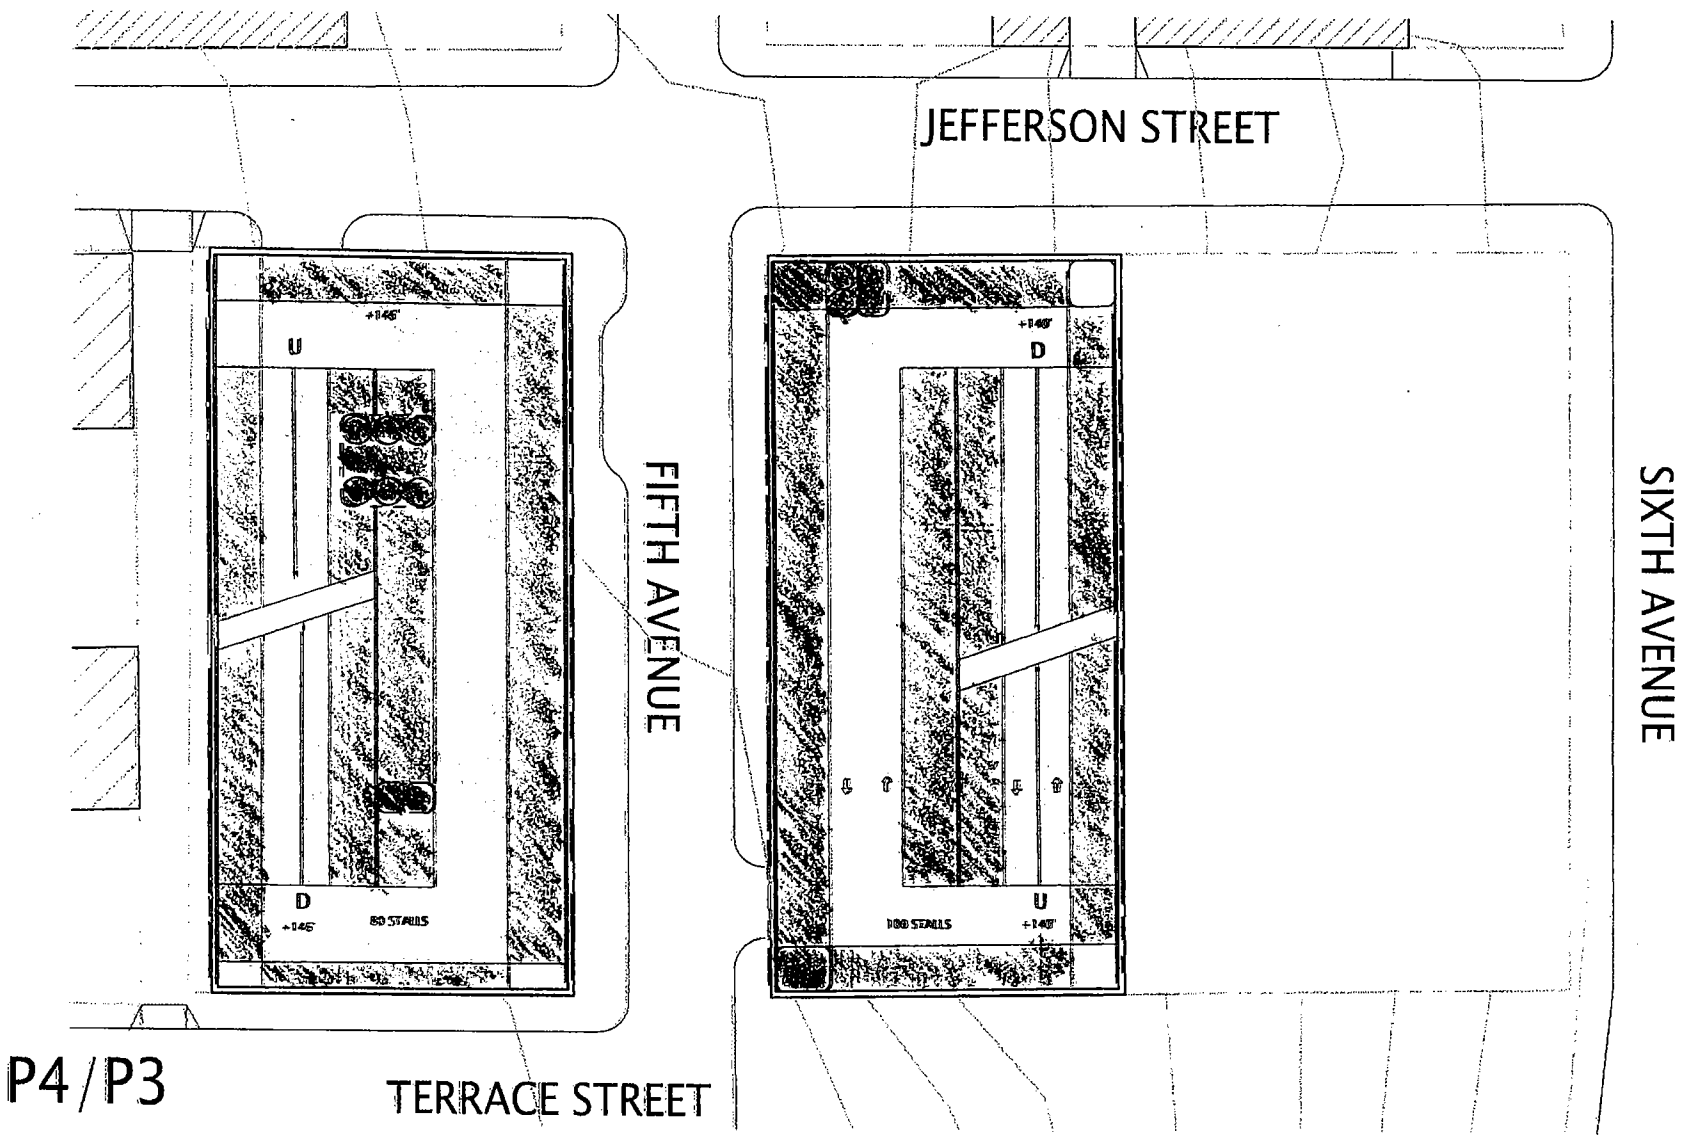 JEFFERSON STREET
U
D
+146'
+140'
FIFTH AVENUE
SIXTH AVENUE
D
U
+146'
80 STALLS
100 STALLS
+140'
P4/P3
TERRACE STREET